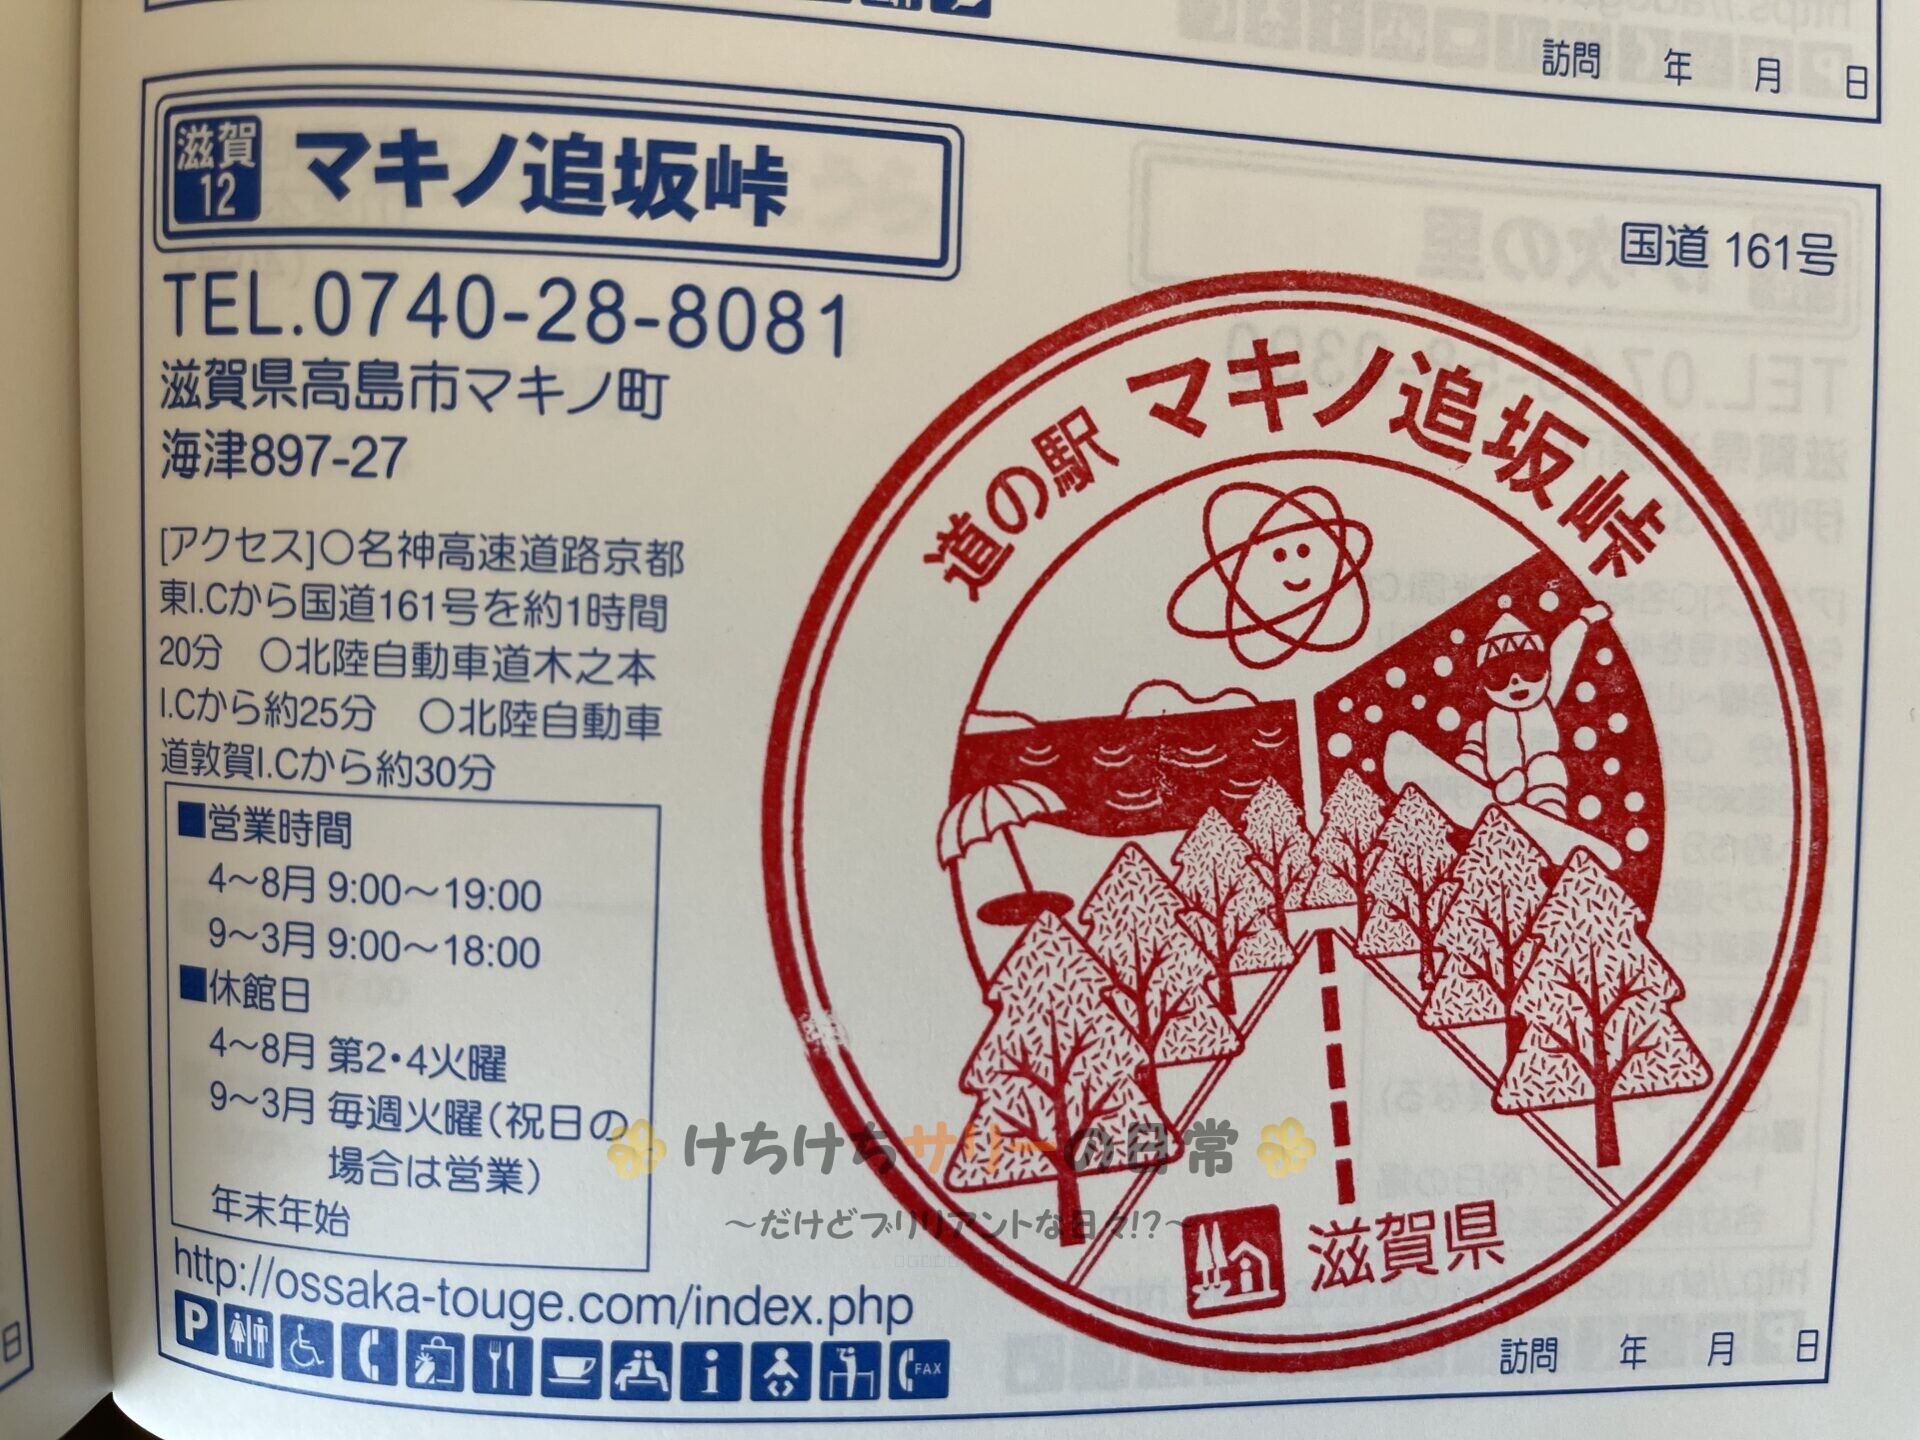 訪問 年 月 日
滋賀
12
マキノ追坂峠
国道 161号
TEL.0740-28-8081
滋賀県高島市マキノ町
海津897-27
[アクセス]〇名神高速道路京都
東I.Cから国道161号を約1時間
20分 〇北陸自動車道木之本
I.Cから約25分 〇北陸自動車
道敦賀I.Cから約30分
■営業時間
4〜8月 9:00〜19:00
9〜3月 9:00〜18:00
■休館日
4〜8月 第2・4火曜
9〜3月 毎週火曜(祝日の
場合は営業)
年末年始
http://ossaka-touge.com/index.php
P
i
FAX
道の駅 マキノ追坂峠
滋賀県
けちけちサリーの日常
〜だけどブリリアントな日々!?〜
訪問 年 月 日
日